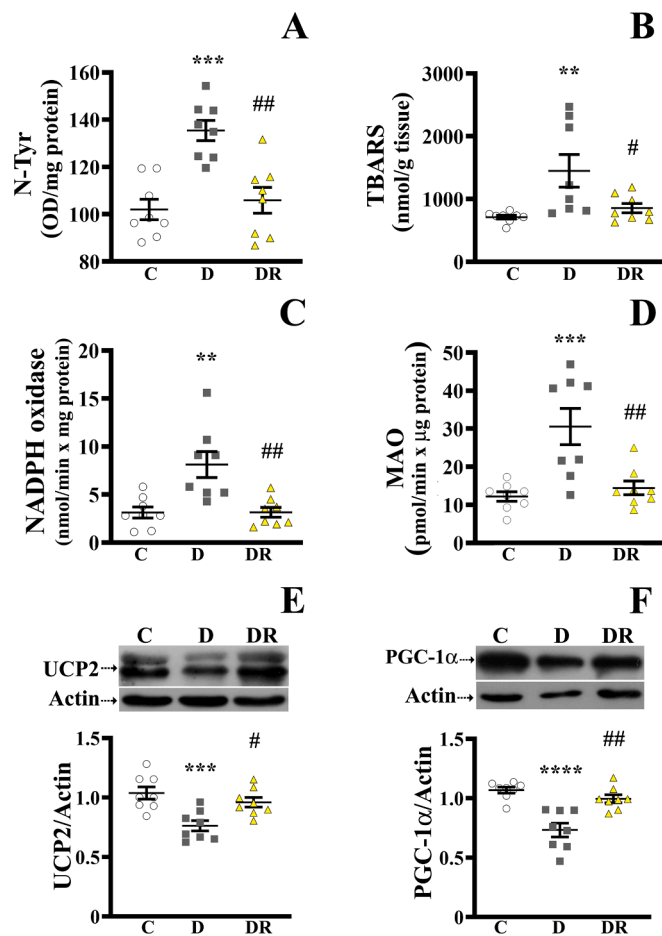 A
N-Tyr
(OD/mg protein)
160
140
120
100
80
***
##
C D DR
B
TBARS
(nmol/g tissue)
3000
2000
1000
0
**
#
C D DR
C
NADPH oxidase
(nmol/min x mg protein)
20
15
10
5
0
**
##
C D DR
D
MAO
(pmol/min x µg protein)
50
40
30
20
10
0
***
##
C D DR
E
C D DR
UCP2
Actin
UCP2/Actin
1.5
1.0
0.5
0
***
#
C D DR
F
C D DR
PGC-1α
Actin
PGC-1α/Actin
1.5
1.0
0.5
0
****
##
C D DR